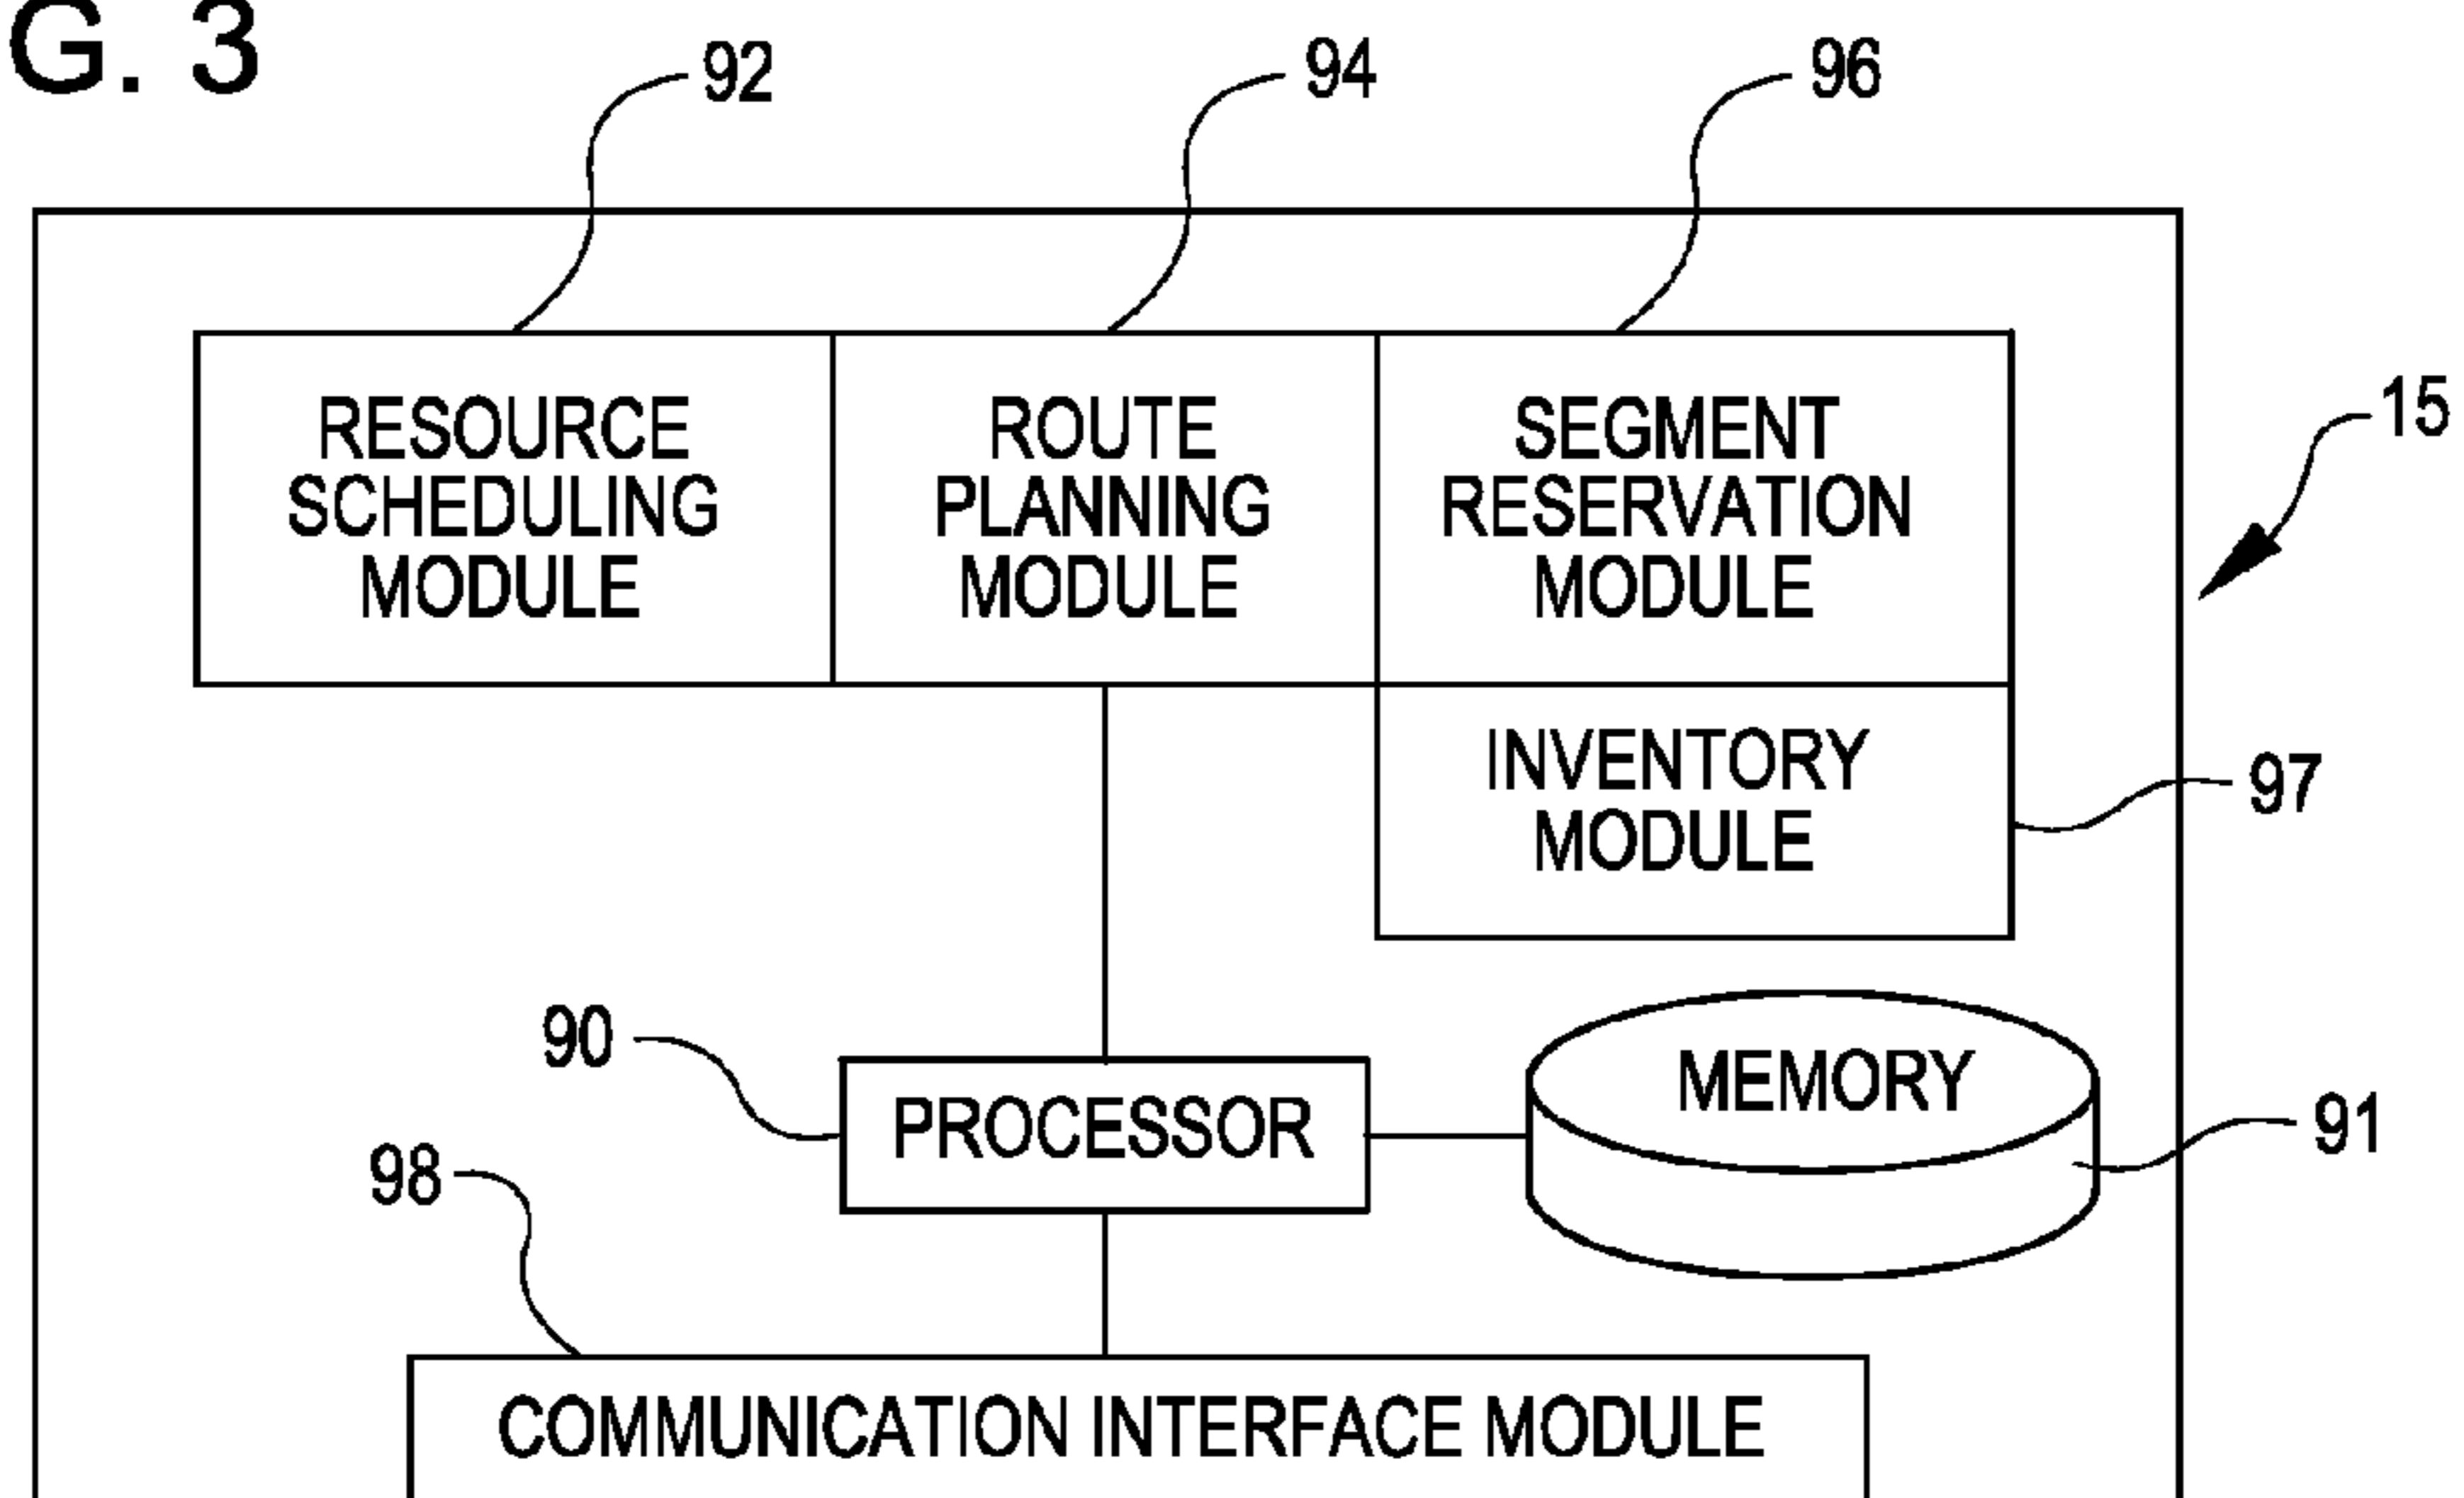 G. 3
92
94
96
RESOURCE
SCHEDULING
MODULE
ROUTE
PLANNING
MODULE
SEGMENT
RESERVATION
MODULE
15
INVENTORY
MODULE
97
90
PROCESSOR
MEMORY
91
98
COMMUNICATION INTERFACE MODULE